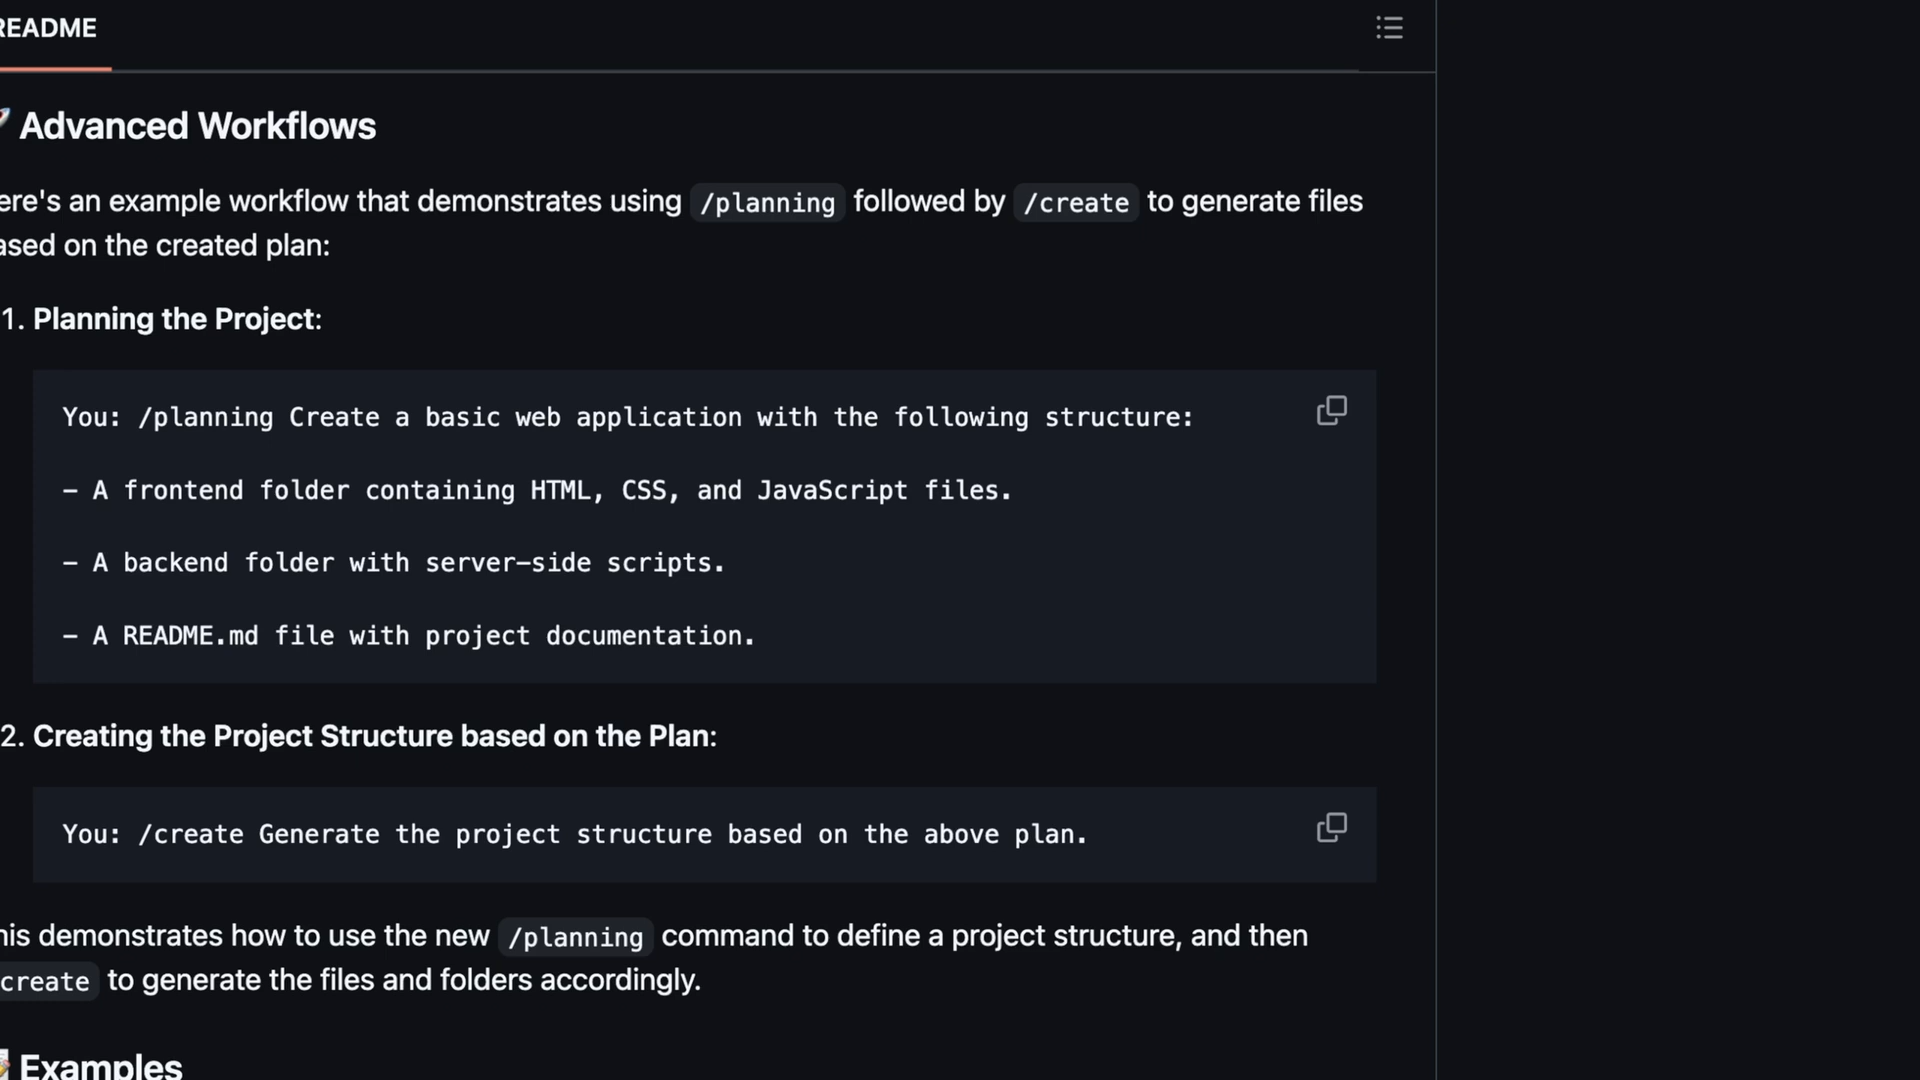 README
Advanced Workflows
ere's an example workflow that demonstrates using /planning followed by /create to generate files
ased on the created plan:
1. Planning the Project:
You: /planning Create a basic web application with the following structure:
– A frontend folder containing HTML, CSS, and JavaScript files.
– A backend folder with server–side scripts.
– A README.md file with project documentation.
2. Creating the Project Structure based on the Plan:
You: /create Generate the project structure based on the above plan.
his demonstrates how to use the new /planning command to define a project structure, and then
create to generate the files and folders accordingly.
Examples